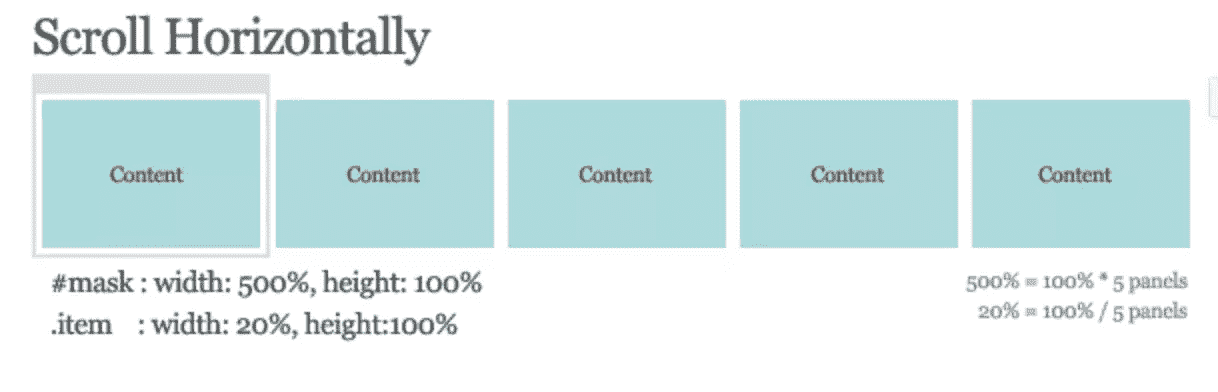 Scroll Horizontally
Content
Content
Content
Content
Content
#mask : width: 500%, height: 100%
.item : width: 20%, height:100%
500% = 100% * 5 panels
20% = 100% / 5 panels